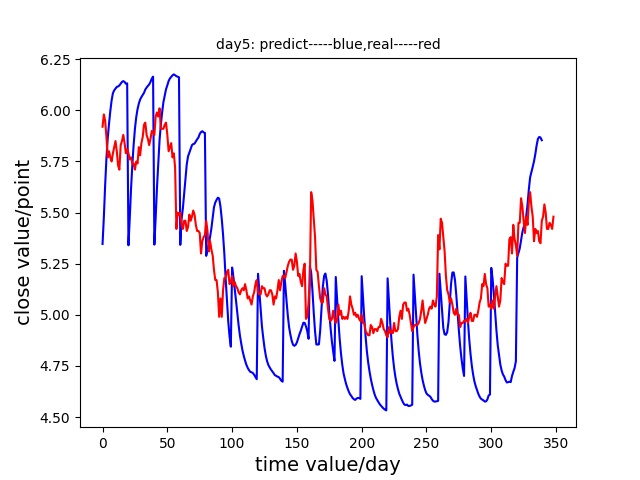 day5: predict-----blue,real-----red
6.25
6.00
5.75
5.50
5.25
5.00
4.75
4.50
close value/point
0 50 100 150 200 250 300 350
time value/day